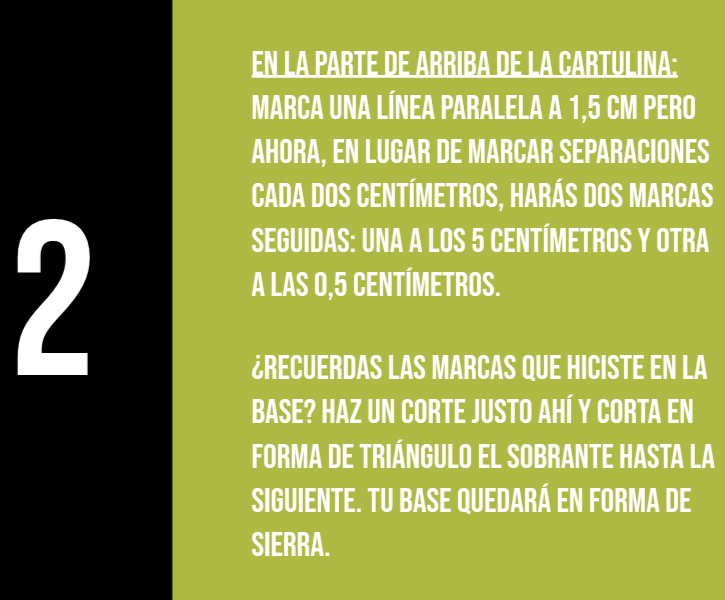 2
EN LA PARTE DE ARRIBA DE LA CARTULINA:
MARCA UNA LÍNEA PARALELA A 1,5 CM PERO
AHORA, EN LUGAR DE MARCAR SEPARACIONES
CADA DOS CENTÍMETROS, HARÁS DOS MARCAS
SEGUIDAS: UNA A LOS 5 CENTÍMETROS Y OTRA
A LAS 0,5 CENTÍMETROS.
¿RECUERDAS LAS MARCAS QUE HICISTE EN LA
BASE? HAZ UN CORTE JUSTO AHÍ Y CORTA EN
FORMA DE TRIÁNGULO EL SOBRANTE HASTA LA
SIGUIENTE. TU BASE QUEDARÁ EN FORMA DE
SIERRA.